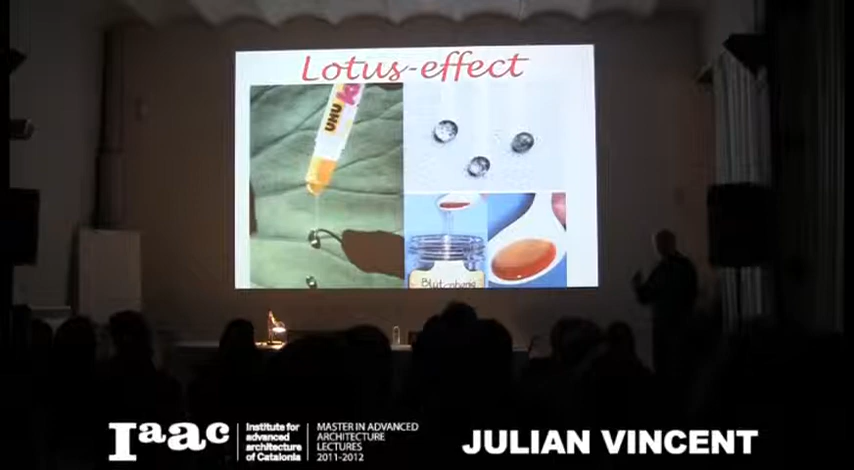 Lotus-effect
UHU
Blütenhonig
Iaac
Institute for
advanced
architecture
of Catalonia
MASTER IN ADVANCED
ARCHITECTURE
LECTURES
2011-2012
JULIAN VINCENT